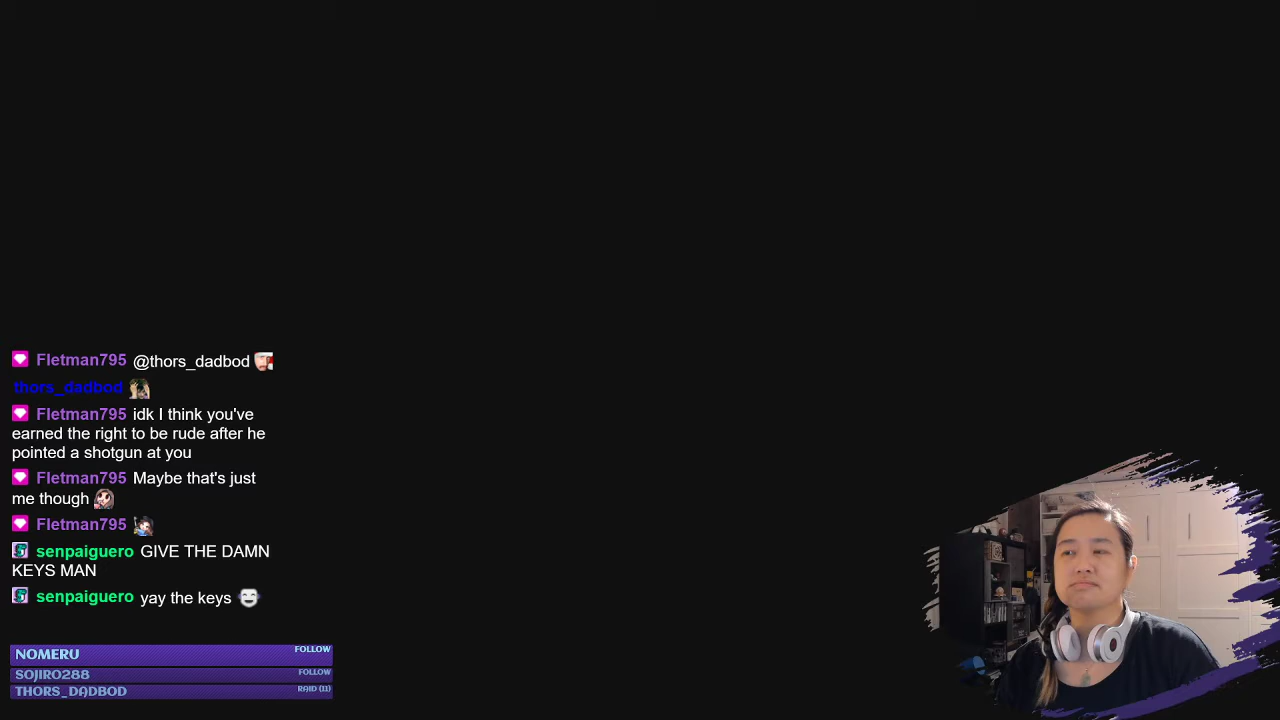 Fletman795 @thors_dadbod
thors_dadbod
Fletman795 idk I think you've
earned the right to be rude after he
pointed a shotgun at you
Fletman795 Maybe that's just
me though
Fletman795
senpaiguero GIVE THE DAMN
KEYS MAN
senpaiguero yay the keys
NOMERU FOLLOW
SOJIRO288 FOLLOW
THORS_DADBOD RAID (11)